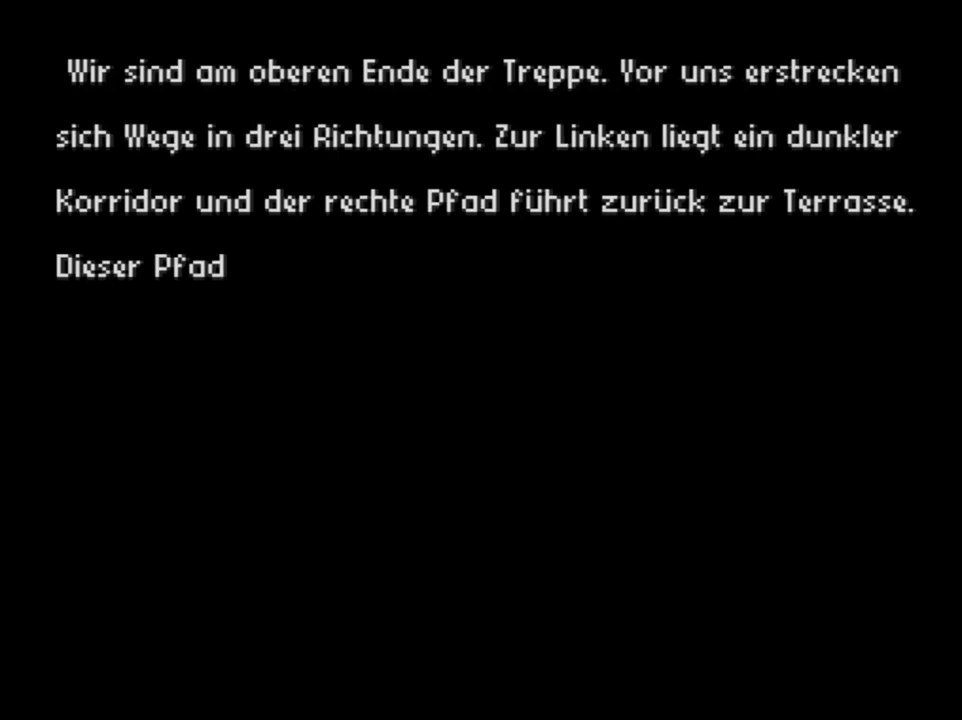 Wir sind am oberen Ende der Treppe. Vor uns erstrecken
sich Wege in drei Richtungen. Zur Linken liegt ein dunkler
Korridor und der rechte Pfad führt zurück zur Terrasse.
Dieser Pfad